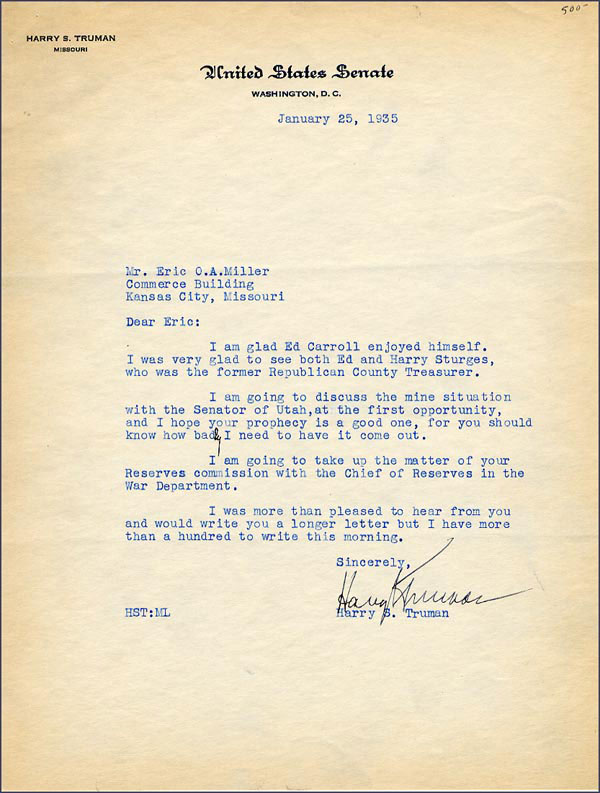 500-
HARRY S. TRUMAN
MISSOURI
United States Senate
WASHINGTON, D. C.
January 25, 1935
Mr. Eric O.A.Miller
Commerce Building
Kansas City, Missouri
Dear Eric:
I am glad Ed Carroll enjoyed himself.
I was very glad to see both Ed and Harry Sturges,
who was the former Republican County Treasurer.
I am going to discuss the mine situation
with the Senator of Utah,at the first opportunity,
and I hope your prophecy is a good one, for you should
know how badly I need to have it come out.
I am going to take up the matter of your
Reserves commission with the Chief of Reserves in the
War Department.
I was more than pleased to hear from you
and would write you a longer letter but I have more
than a hundred to write this morning.
Sincerely,
Harry S Truman
HST:ML Harry S. Truman